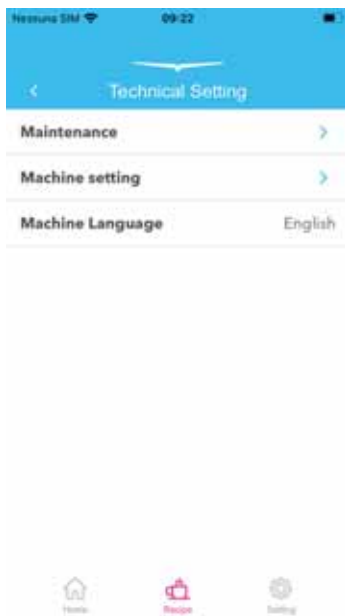 Nessuna SIM 09:22
Technical Setting
Maintenance
Machine setting
Machine Language English
Home Recipe Setting